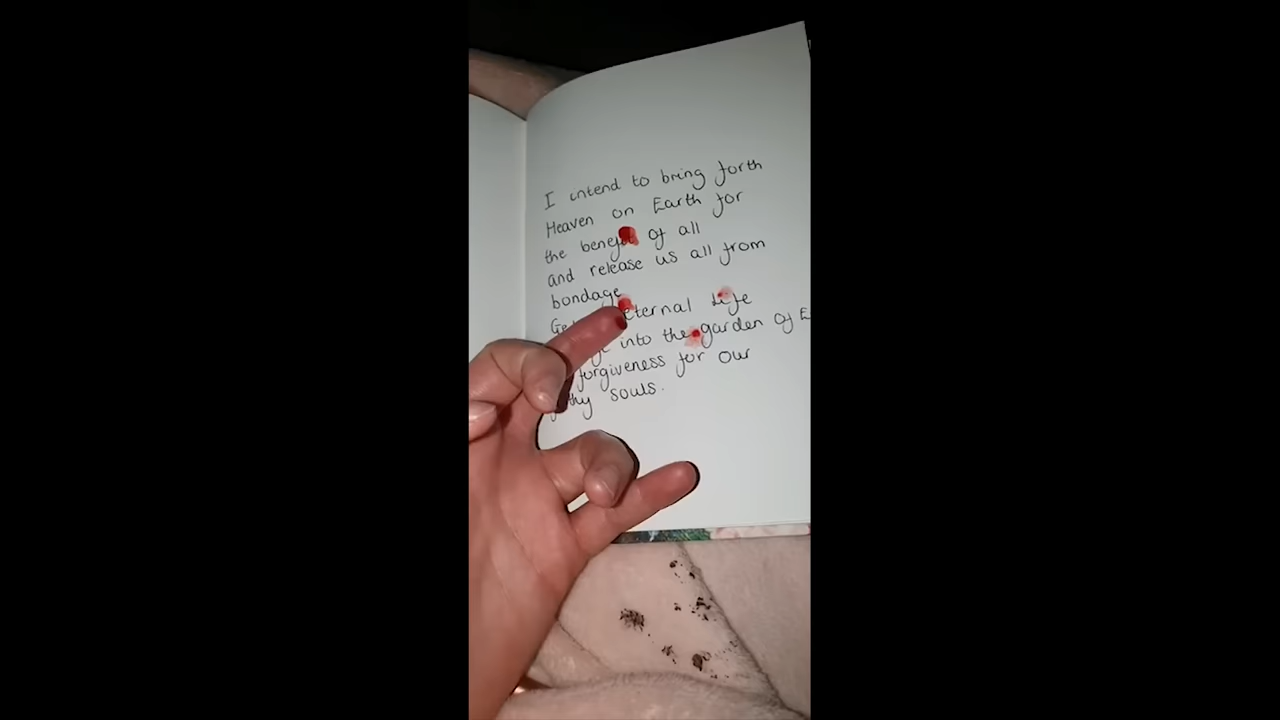 I intend to bring forth
Heaven on Earth for
the benefit of all
and release us all from
bondage
eternal life
into the garden of E
forgiveness for our
souls.